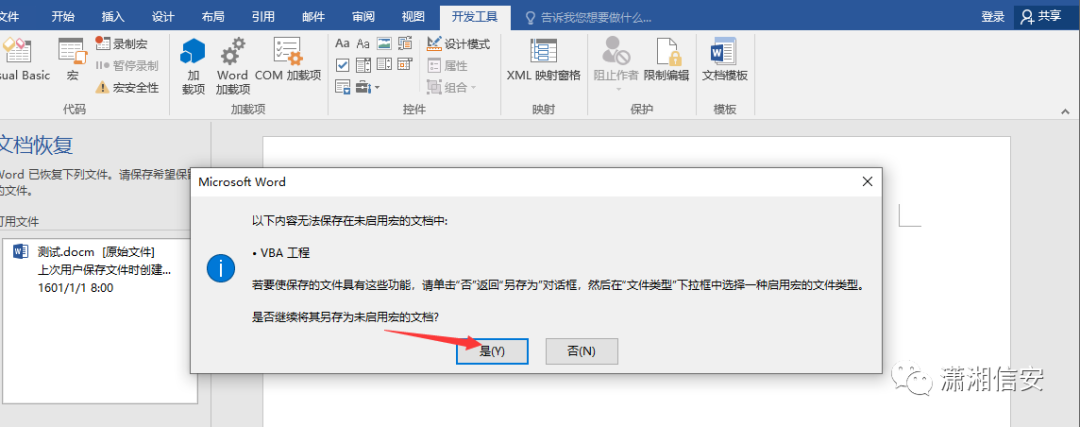 文件 开始 插入 设计 布局 引用 邮件 审阅 视图 开发工具 告诉我您想要做什么... 登录 共享
sual Basic
宏
录制宏
暂停录制
宏安全性
代码
加
载项
Word
加载项
COM 加载项
加载项
Aa Aa
设计模式
属性
组合
控件
XML 映射窗格
映射
阻止作者
限制编辑
保护
文档模板
模板
文档恢复
Word 已恢复下列文件。请保存希望保
的文件。
可用文件
测试.docm [原始文件]
上次用户保存文件时创建...
1601/1/1 8:00
Microsoft Word
以下内容无法保存在未启用宏的文档中:
• VBA 工程
若要使保存的文件具有这些功能，请单击“否”返回“另存为”对话框，然后在“文件类型”下拉框中选择一种启用宏的文件类型。
是否继续将其另存为未启用宏的文档?
是(Y)
否(N)
潇湘信安